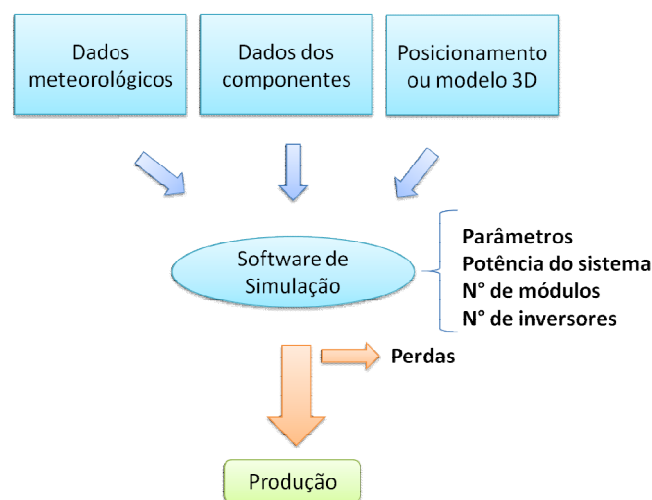 Dados
meteorológicos
Dados dos
componentes
Posicionamento
ou modelo 3D
Software de
Simulação
Parâmetros
Potência do sistema
N° de módulos
N° de inversores
Perdas
Produção